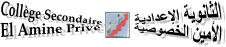 Collège Secondaire
El Amine Privé
الثانوية الإعدادية
الأمين الخصوصية